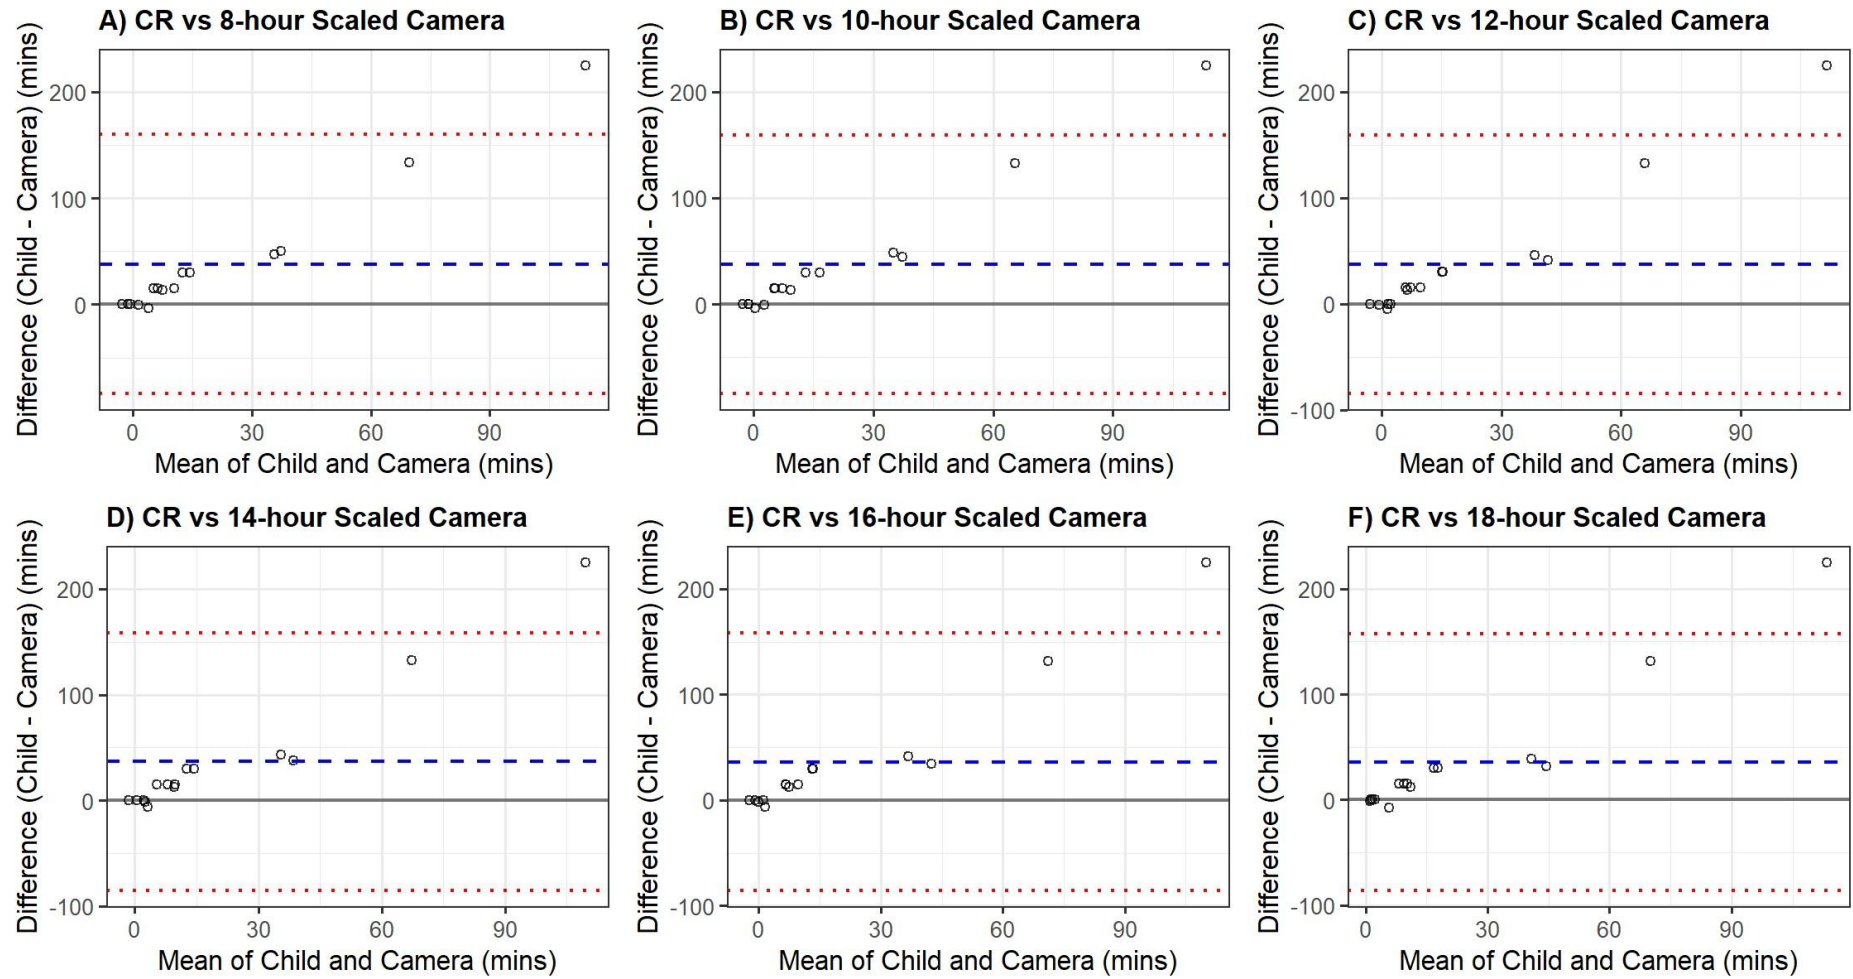 A) CR vs 8-hour Scaled Camera
Difference (Child - Camera) (mins)
200
100
0
0 30 60 90
Mean of Child and Camera (mins)
B) CR vs 10-hour Scaled Camera
Difference (Child - Camera) (mins)
200
100
0
0 30 60 90
Mean of Child and Camera (mins)
C) CR vs 12-hour Scaled Camera
Difference (Child - Camera) (mins)
200
100
0
-100
0 30 60 90
Mean of Child and Camera (mins)
D) CR vs 14-hour Scaled Camera
Difference (Child - Camera) (mins)
200
100
0
-100
0 30 60 90
Mean of Child and Camera (mins)
E) CR vs 16-hour Scaled Camera
Difference (Child - Camera) (mins)
200
100
0
-100
0 30 60 90
Mean of Child and Camera (mins)
F) CR vs 18-hour Scaled Camera
Difference (Child - Camera) (mins)
200
100
0
-100
0 30 60 90
Mean of Child and Camera (mins)